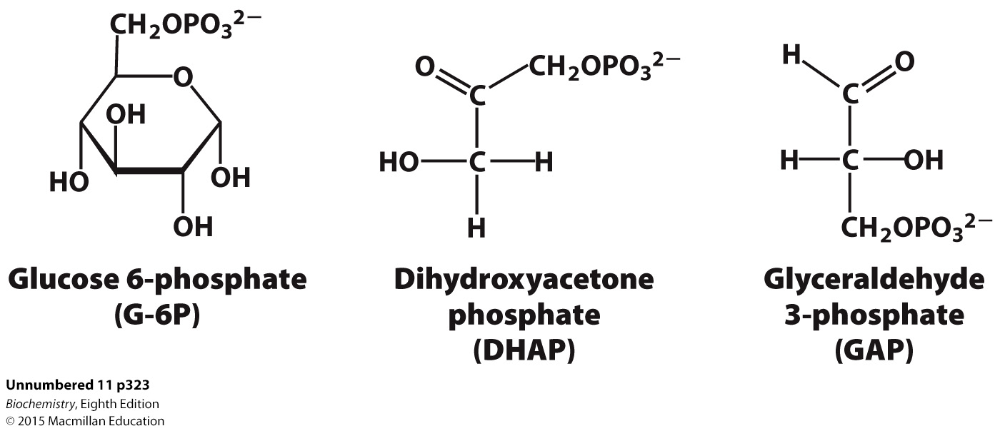 CH₂OPO₃²⁻
O
OH
HO
OH
OH
Glucose 6-phosphate
(G-6P)
O
CH₂OPO₃²⁻
C
HO C H
H
Dihydroxyacetone
phosphate
(DHAP)
H
O
C
H C OH
CH₂OPO₃²⁻
Glyceraldehyde
3-phosphate
(GAP)
Unnumbered 11 p323
Biochemistry, Eighth Edition
© 2015 Macmillan Education